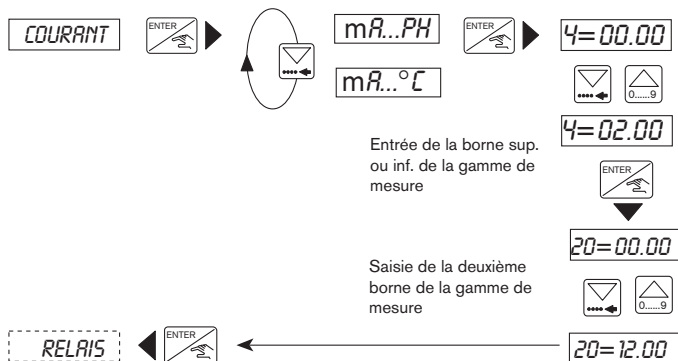 COURANT
ENTER
mA...PH
ENTER
4=00.00
mA...°C
0......9
Entrée de la borne sup.
ou inf. de la gamme de
mesure
4=02.00
ENTER
20=00.00
Saisie de la deuxième
borne de la gamme de
mesure
0......9
RELAIS
ENTER
20=12.00